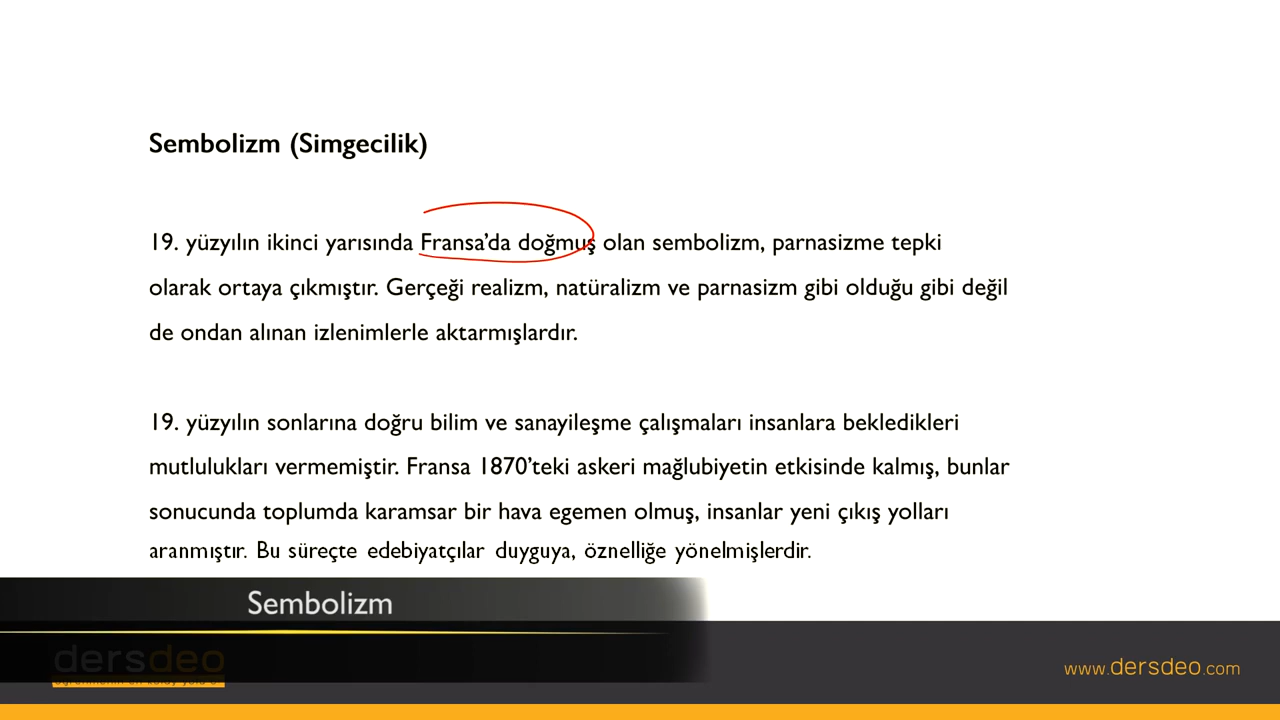 Sembolizm (Simgecilik)
19. yüzyılın ikinci yarısında Fransa'da doğmuş olan sembolizm, parnasizme tepki
olarak ortaya çıkmıştır. Gerçeği realizm, natüralizm ve parnasizm gibi olduğu gibi değil
de ondan alınan izlenimlerle aktarmışlardır.
19. yüzyılın sonlarına doğru bilim ve sanayileşme çalışmaları insanlara bekledikleri
mutlulukları vermemiştir. Fransa 1870'teki askeri mağlubiyetin etkisinde kalmış, bunlar
sonucunda toplumda karamsar bir hava egemen olmuş, insanlar yeni çıkış yolları
aranmıştır. Bu süreçte edebiyatçılar duyguya, öznelliğe yönelmişlerdir.
Sembolizm
dersdeo
www.dersdeo.com